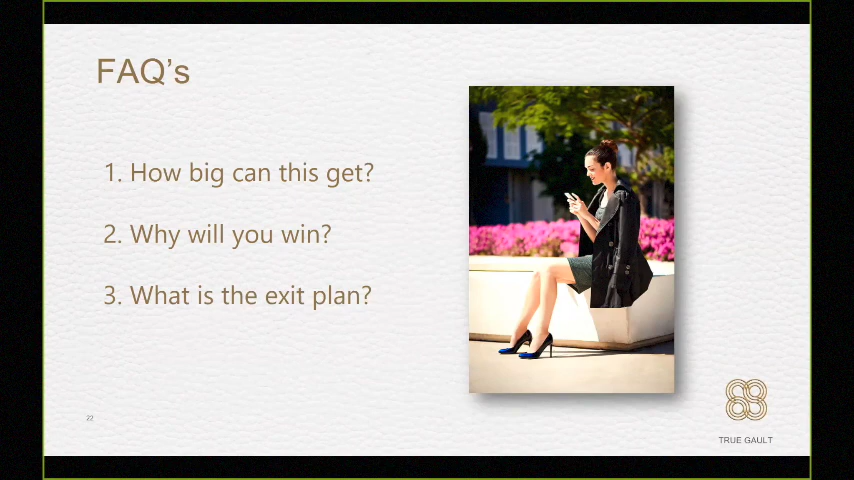 FAQ’s
1. How big can this get?
2. Why will you win?
3. What is the exit plan?
22
TRUE GAULT